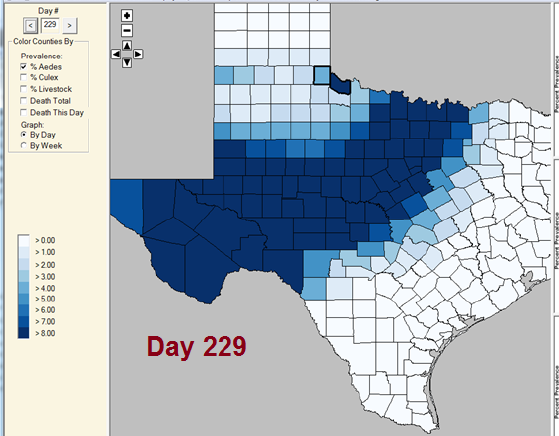 Day #
< 229 >
Color Counties By
Prevalence:
% Aedes
% Culex
% Livestock
Death Total
Death This Day
Graph:
By Day
By Week
> 0.00
> 1.00
> 2.00
> 3.00
> 4.00
> 5.00
> 6.00
> 7.00
> 8.00
Day 229
Percent Prevalence
Percent Prevalence
Percent Prevalence